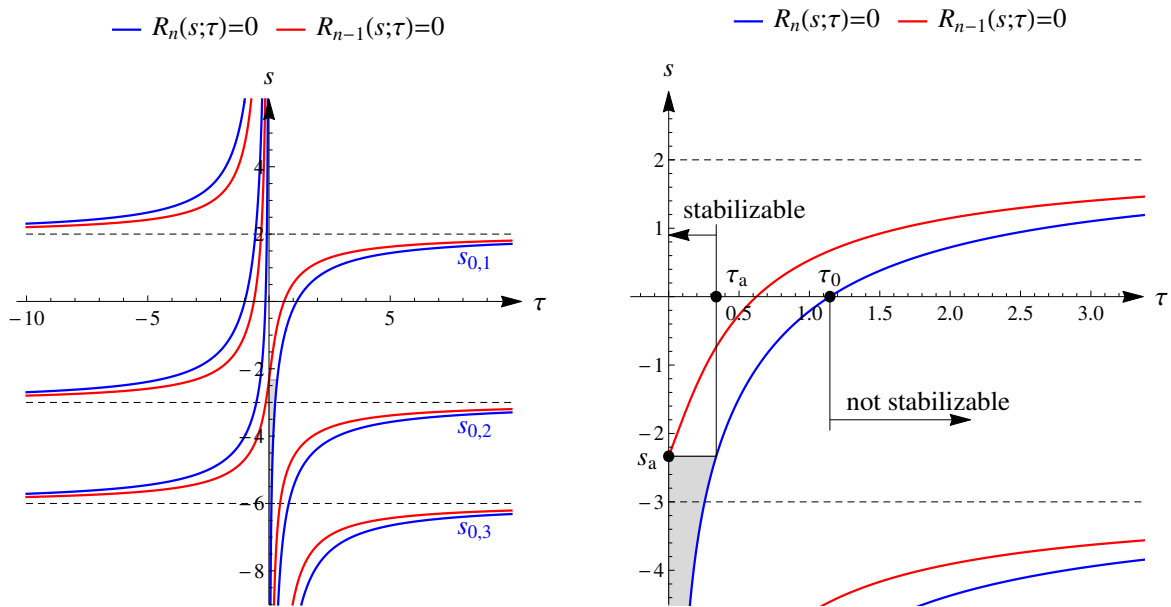 R_n(s;τ)=0 R_{n-1}(s;τ)=0
s
4
2
-10 -5 5 τ
-2
-4
-6
-8
s_{0,1}
s_{0,2}
s_{0,3}
R_n(s;τ)=0 R_{n-1}(s;τ)=0
s
2
stabilizable
1
τ_a τ_0
0.5 1.0 1.5 2.0 2.5 3.0 τ
-1
not stabilizable
-2
s_a
-3
-4